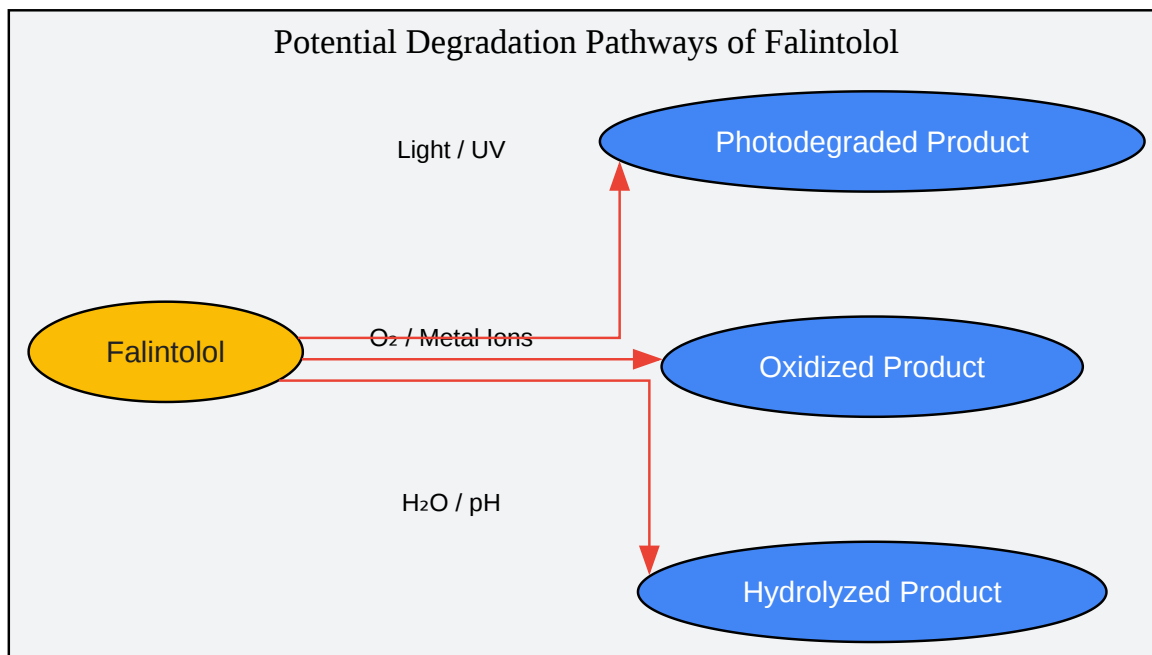 Potential Degradation Pathways of Falintolol
Light / UV
Photodegraded Product
Falintolol
O₂ / Metal Ions
Oxidized Product
H₂O / pH
Hydrolyzed Product